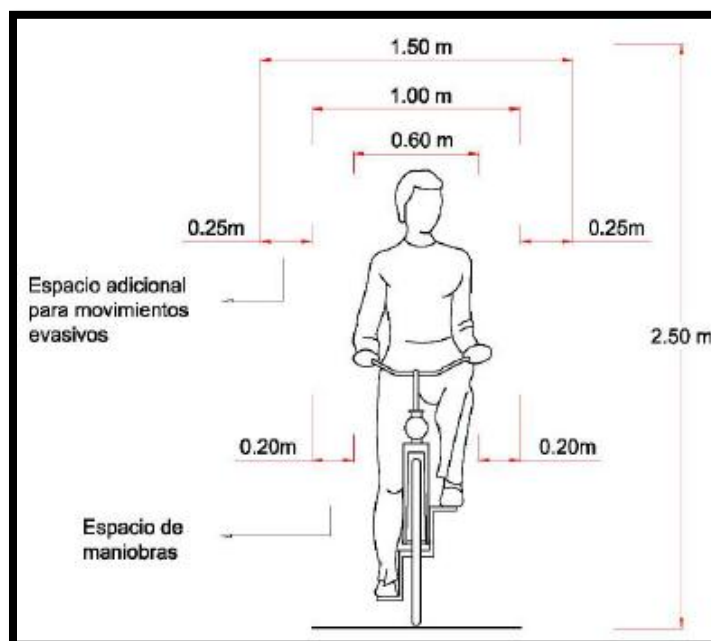 1.50 m
1.00 m
0.60 m
0.25m
0.25m
Espacio adicional
para movimientos
evasivos
2.50 m
0.20m
0.20m
Espacio de
maniobras